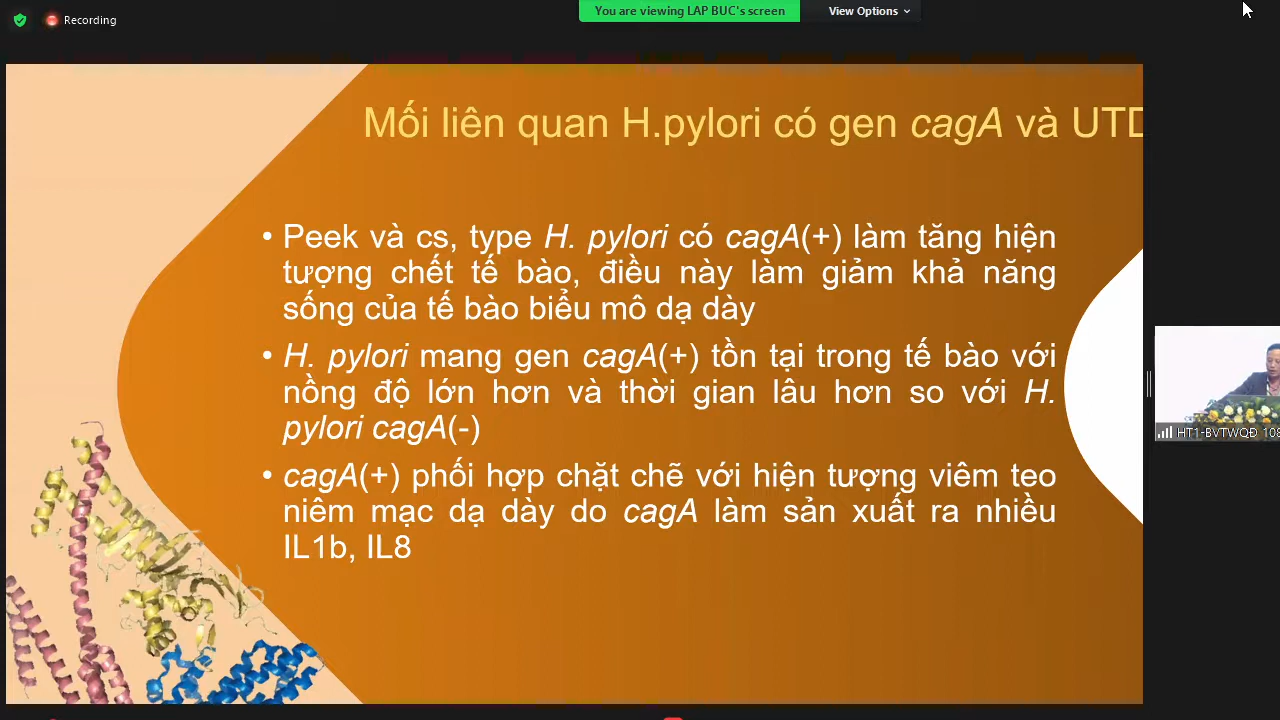 Recording
You are viewing LAP BUC's screen
View Options
Mối liên quan H.pylori có gen cagA và UTD
• Peek và cs, type H. pylori có cagA(+) làm tăng hiện
tượng chết tế bào, điều này làm giảm khả năng
sống của tế bào biểu mô dạ dày
• H. pylori mang gen cagA(+) tồn tại trong tế bào với
nồng độ lớn hơn và thời gian lâu hơn so với H.
pylori cagA(-)
• cagA(+) phối hợp chặt chẽ với hiện tượng viêm teo
niêm mạc dạ dày do cagA làm sản xuất ra nhiều
IL1b, IL8
HT1-BVTWQĐ 108